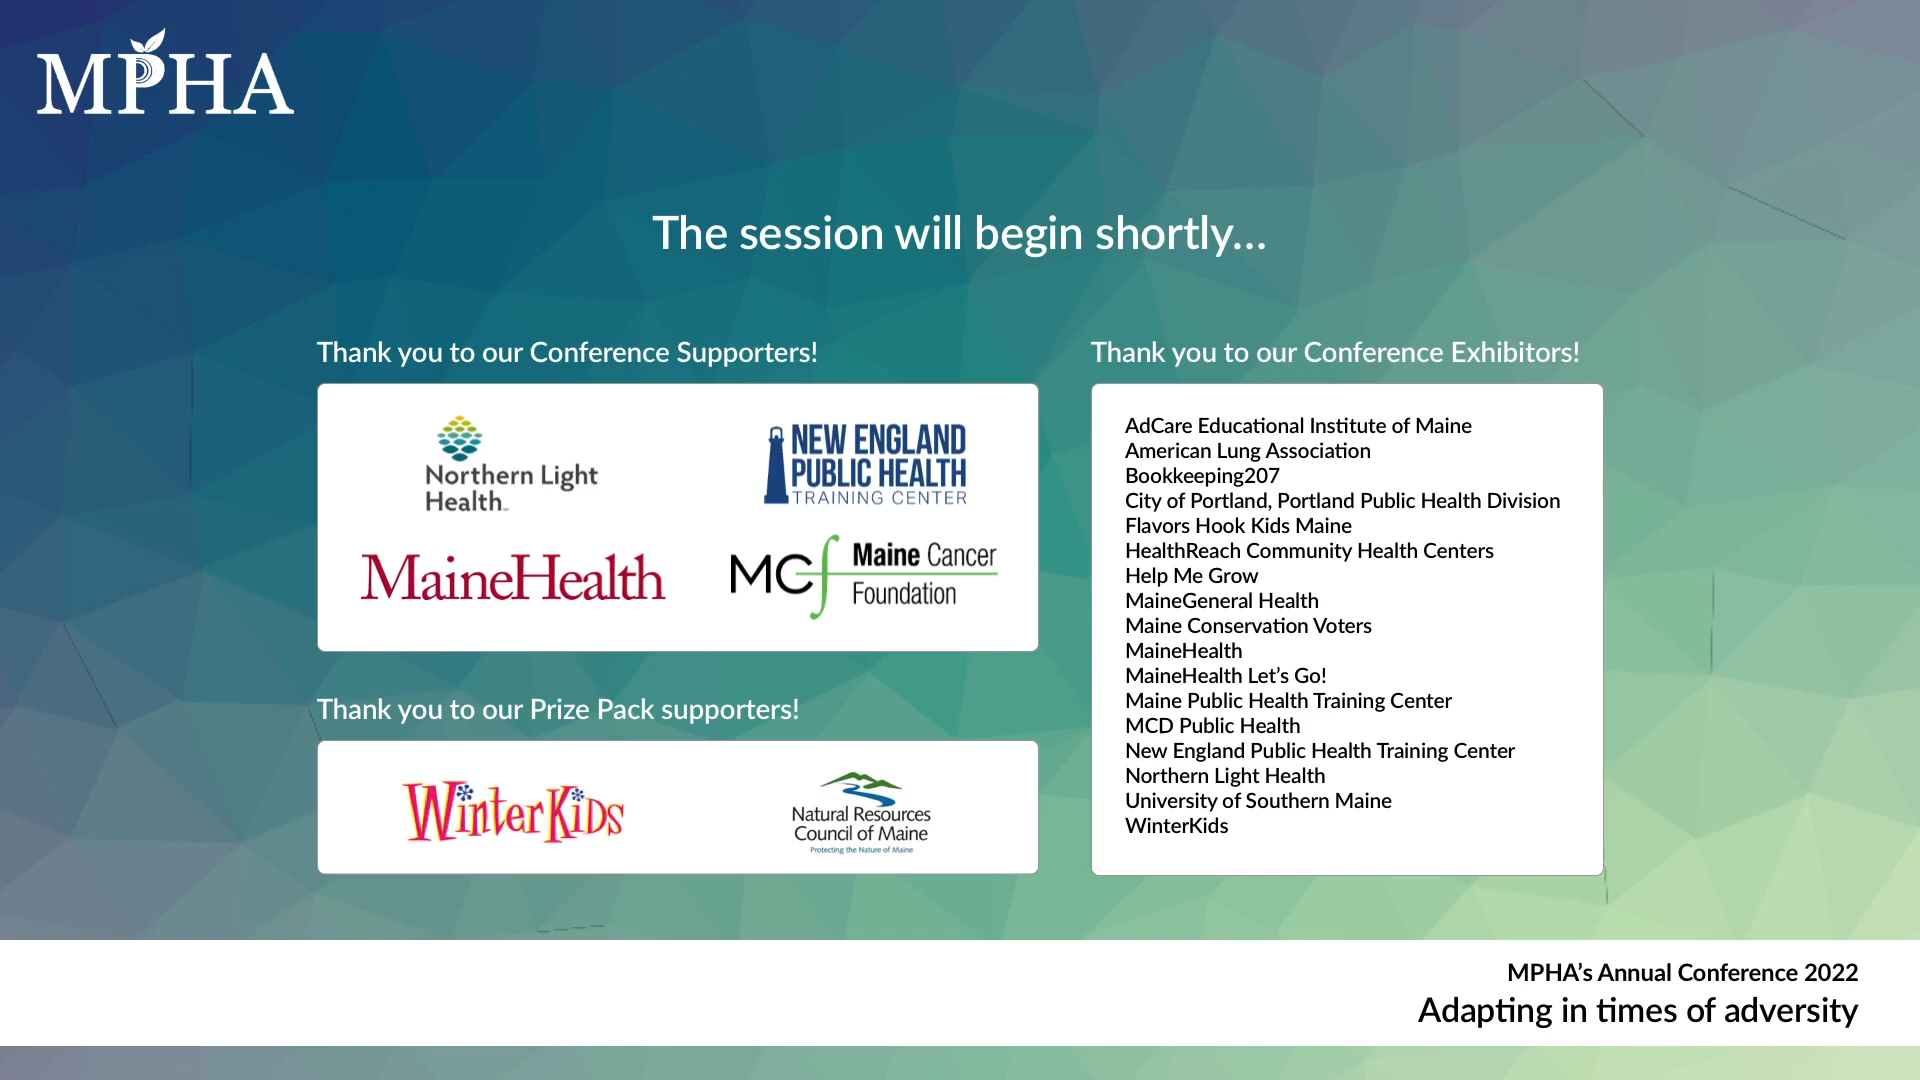 MPHA
The session will begin shortly...
Thank you to our Conference Supporters!
Northern Light
Health™
NEW ENGLAND
PUBLIC HEALTH
TRAINING CENTER
MaineHealth
MCf
Maine Cancer
Foundation
Thank you to our Prize Pack supporters!
WinterKids
Natural Resources
Council of Maine
Protecting the Nature of Maine
Thank you to our Conference Exhibitors!
AdCare Educational Institute of Maine
American Lung Association
Bookkeeping207
City of Portland, Portland Public Health Division
Flavors Hook Kids Maine
HealthReach Community Health Centers
Help Me Grow
MaineGeneral Health
Maine Conservation Voters
MaineHealth
MaineHealth Let’s Go!
Maine Public Health Training Center
MCD Public Health
New England Public Health Training Center
Northern Light Health
University of Southern Maine
WinterKids
MPHA’s Annual Conference 2022
Adapting in times of adversity